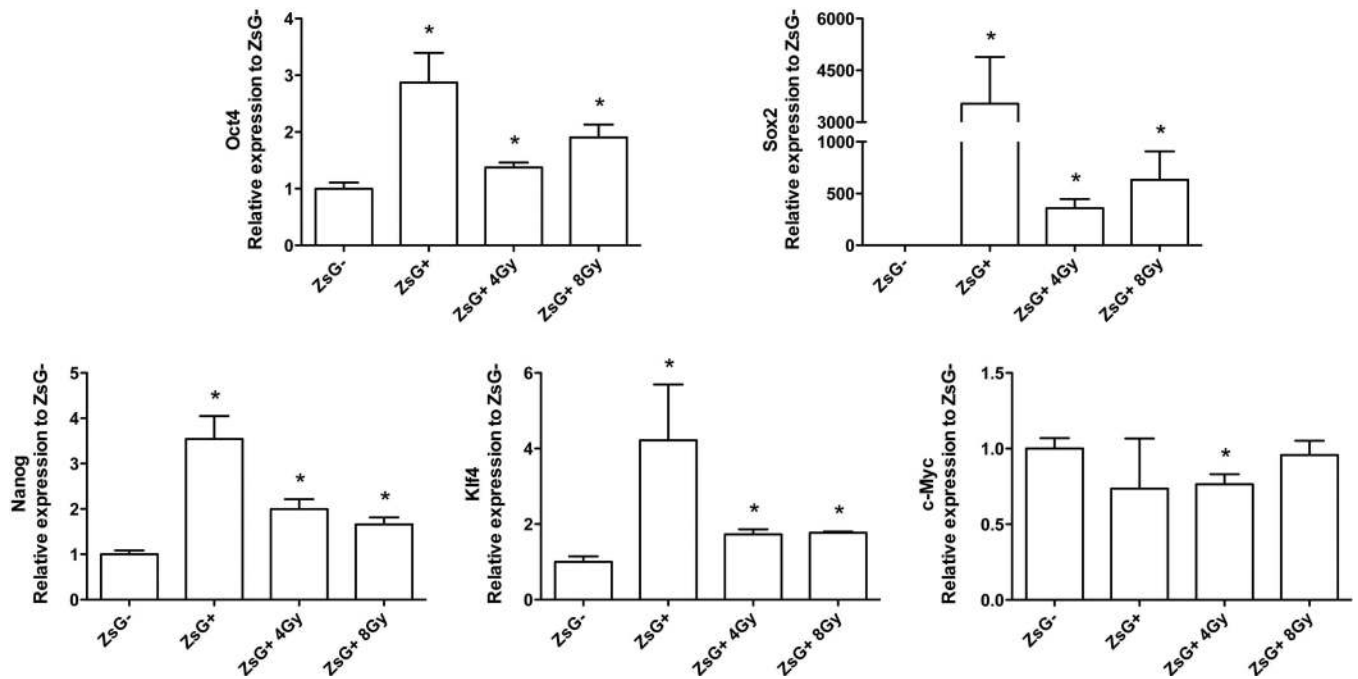 Oct4
Relative expression to ZsG-
4
3
2
1
0
*
*
*
ZsG-
ZsG+
ZsG+ 4Gy
ZsG+ 8Gy
Sox2
Relative expression to ZsG-
6000
4500
3000
1000
500
0
*
*
*
ZsG-
ZsG+
ZsG+ 4Gy
ZsG+ 8Gy
Nanog
Relative expression to ZsG-
5
4
3
2
1
0
*
*
*
ZsG-
ZsG+
ZsG+ 4Gy
ZsG+ 8Gy
Klf4
Relative expression to ZsG-
6
4
2
0
*
*
*
ZsG-
ZsG+
ZsG+ 4Gy
ZsG+ 8Gy
c-Myc
Relative expression to ZsG-
1.5
1.0
0.5
0.0
*
ZsG-
ZsG+
ZsG+ 4Gy
ZsG+ 8Gy